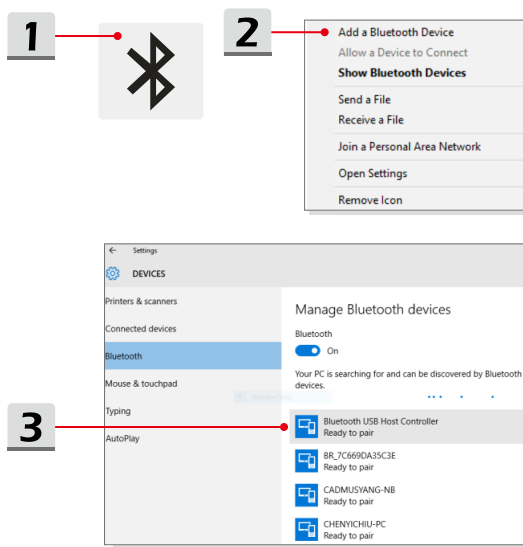 1
2
Add a Bluetooth Device
Allow a Device to Connect
Show Bluetooth Devices
Send a File
Receive a File
Join a Personal Area Network
Open Settings
Remove Icon
Settings
DEVICES
Printers & scanners
Connected devices
Bluetooth
Mouse & touchpad
Typing
AutoPlay
Manage Bluetooth devices
Bluetooth
On
Your PC is searching for and can be discovered by Bluetooth
devices.
3
Bluetooth USB Host Controller
Ready to pair
BR_7C669DA35C3E
Ready to pair
CADMUSYANG-NB
Ready to pair
CHENYICHIU-PC
Ready to pair